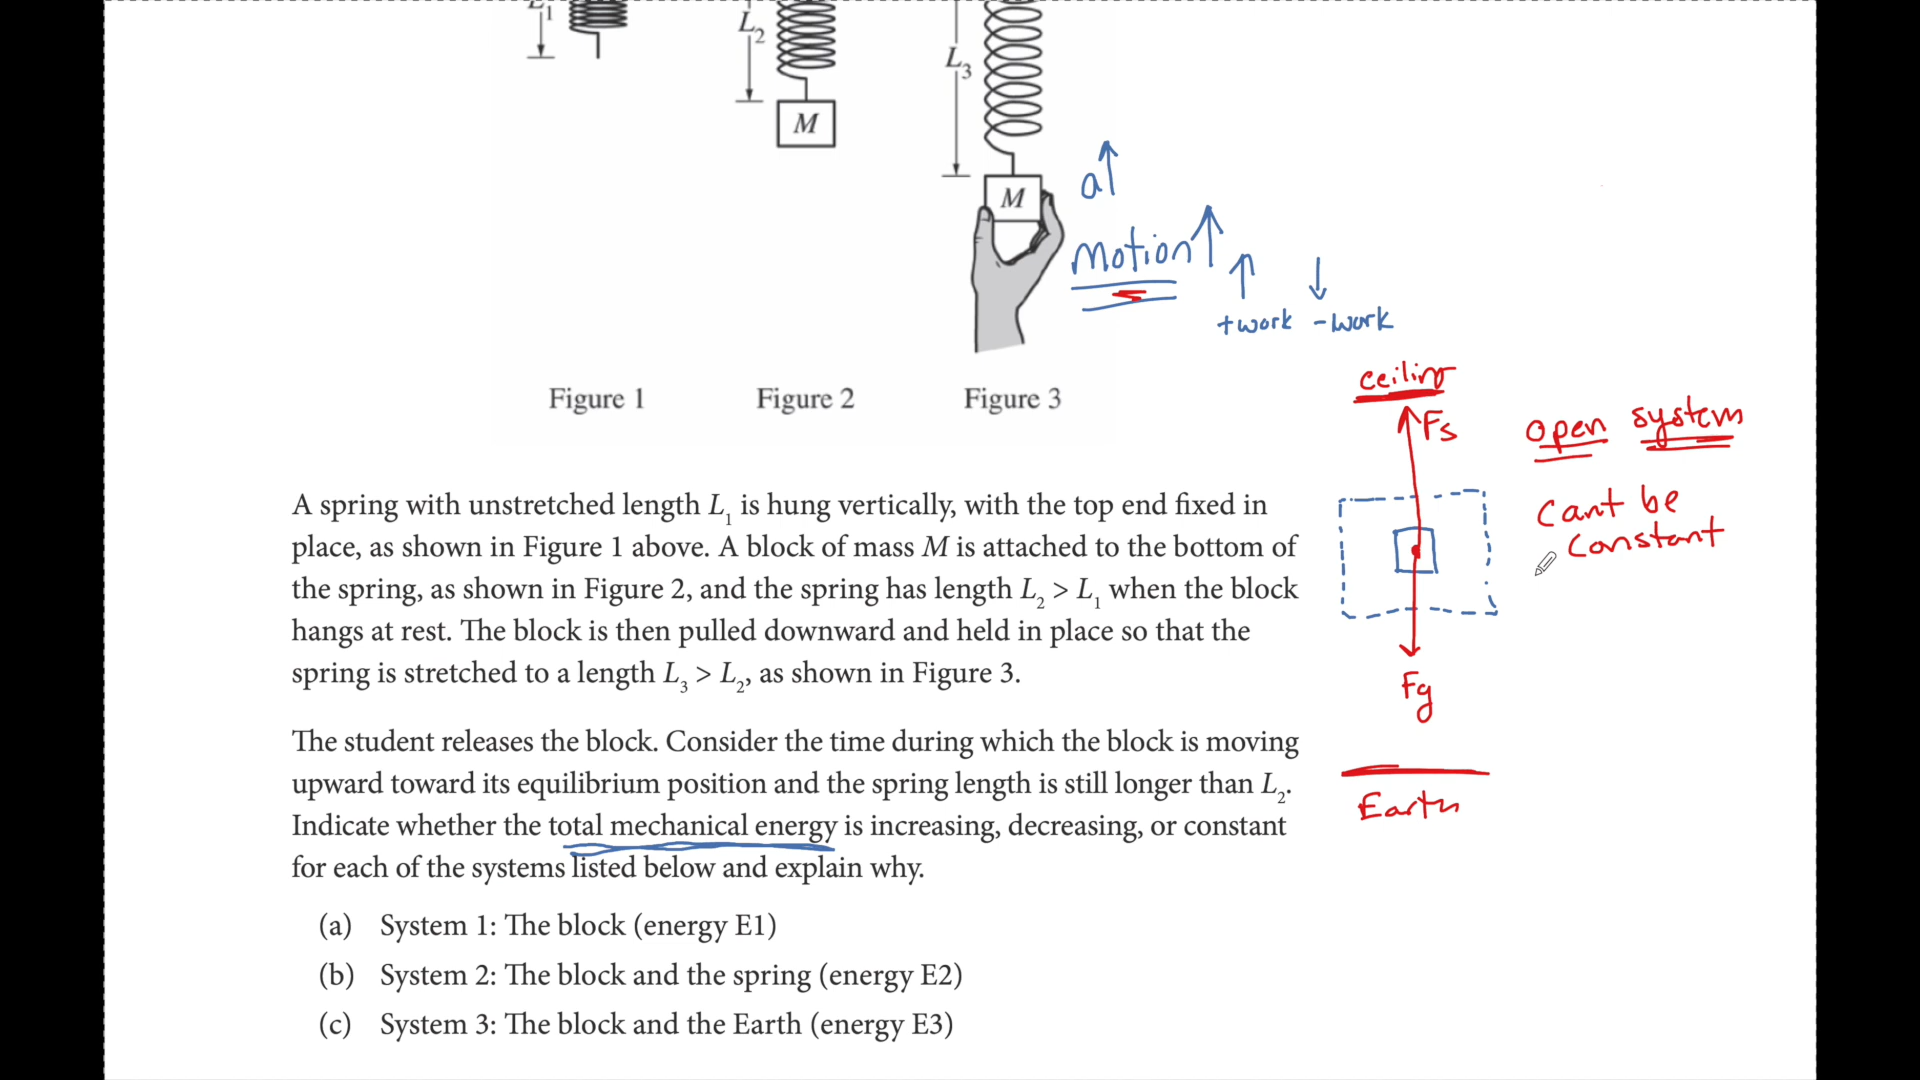 L1
L2
L3
M
M
a
Motion
+work -work
ceiling
Fs
Open system
Cant be
constant
Fg
Earth
Figure 1 Figure 2 Figure 3
A spring with unstretched length L1 is hung vertically, with the top end fixed in
place, as shown in Figure 1 above. A block of mass M is attached to the bottom of
the spring, as shown in Figure 2, and the spring has length L2 > L1 when the block
hangs at rest. The block is then pulled downward and held in place so that the
spring is stretched to a length L3 > L2, as shown in Figure 3.
The student releases the block. Consider the time during which the block is moving
upward toward its equilibrium position and the spring length is still longer than L2.
Indicate whether the total mechanical energy is increasing, decreasing, or constant
for each of the systems listed below and explain why.
(a) System 1: The block (energy E1)
(b) System 2: The block and the spring (energy E2)
(c) System 3: The block and the Earth (energy E3)